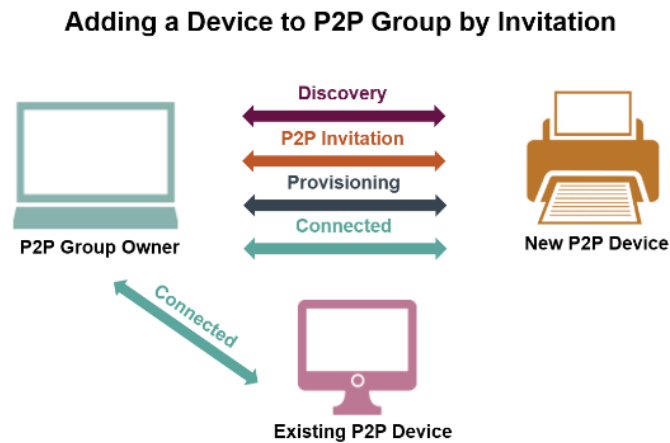 Adding a Device to P2P Group by Invitation
Discovery
P2P Invitation
Provisioning
Connected
P2P Group Owner
New P2P Device
Connected
Existing P2P Device